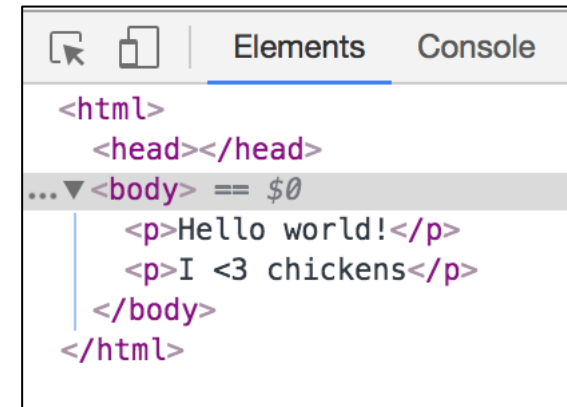 Elements Console
<html>
<head></head>
...▼<body> == $0
<p>Hello world!</p>
<p>I <3 chickens</p>
</body>
</html>